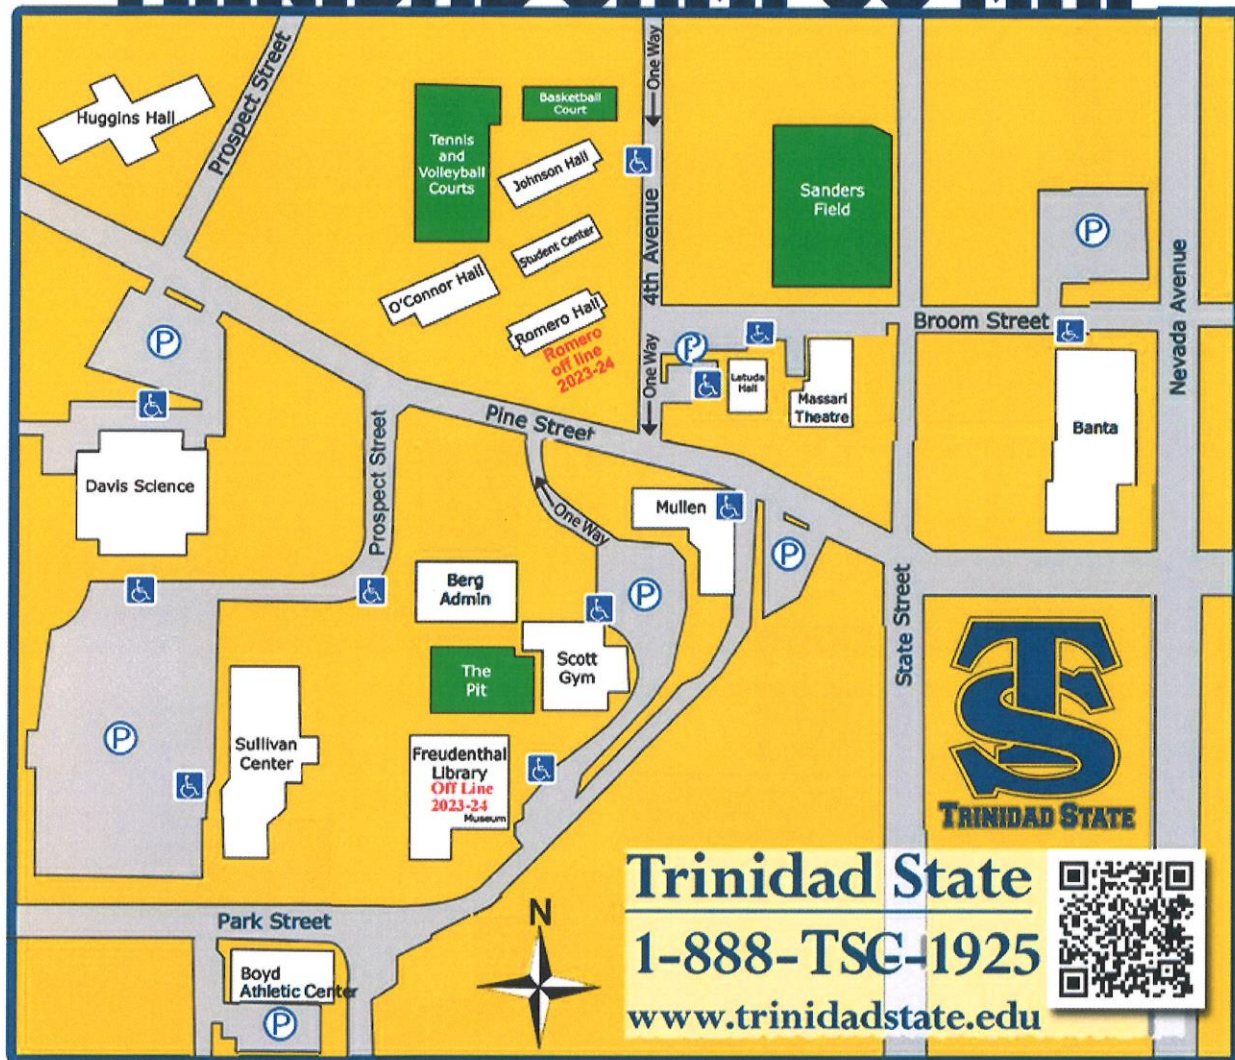 Prospect Street
One Way
Huggins Hall
Basketball
Court
Tennis
and
Volleyball
Courts
Johnson Hall
Sanders
Field
P
Student Center
4th Avenue
Nevada Avenue
O'Connor Hall
Romero Hall
Romero
off line
2023-24
Broom Street
P
P
One Way
Latuda
Hall
Massari
Theatre
Pine Street
Banta
Prospect Street
Davis Science
Mullen
One Way
P
Berg
Admin
P
State Street
Scott
Gym
The
Pit
TS
TRINIDAD STATE
P
Sullivan
Center
Freudenthal
Library
Off Line
2023-24
Museum
Trinidad State
1-888-TSC-1925
www.trinidadstate.edu
N
Park Street
Boyd
Athletic Center
P